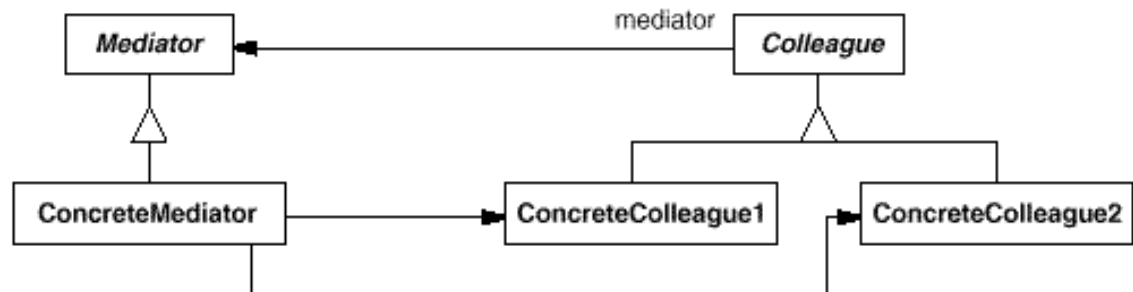 mediator
Mediator
Colleague
ConcreteMediator
ConcreteColleague1
ConcreteColleague2